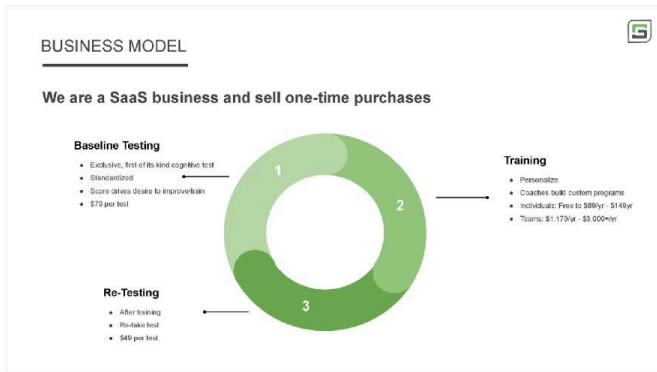 BUSINESS MODEL
We are a SaaS business and sell one-time purchases
Baseline Testing
● Exclusive, first of its kind cognitive test
● Standardized
● Score drives desire to improve/train
● $79 per test
1
2
3
Training
● Personalize
● Coaches build custom programs
● Individuals: Free to $89/yr - $149yr
● Teams: $1,179/yr - $3,000+/yr
Re-Testing
● After training
● Re-take test
● $49 per test